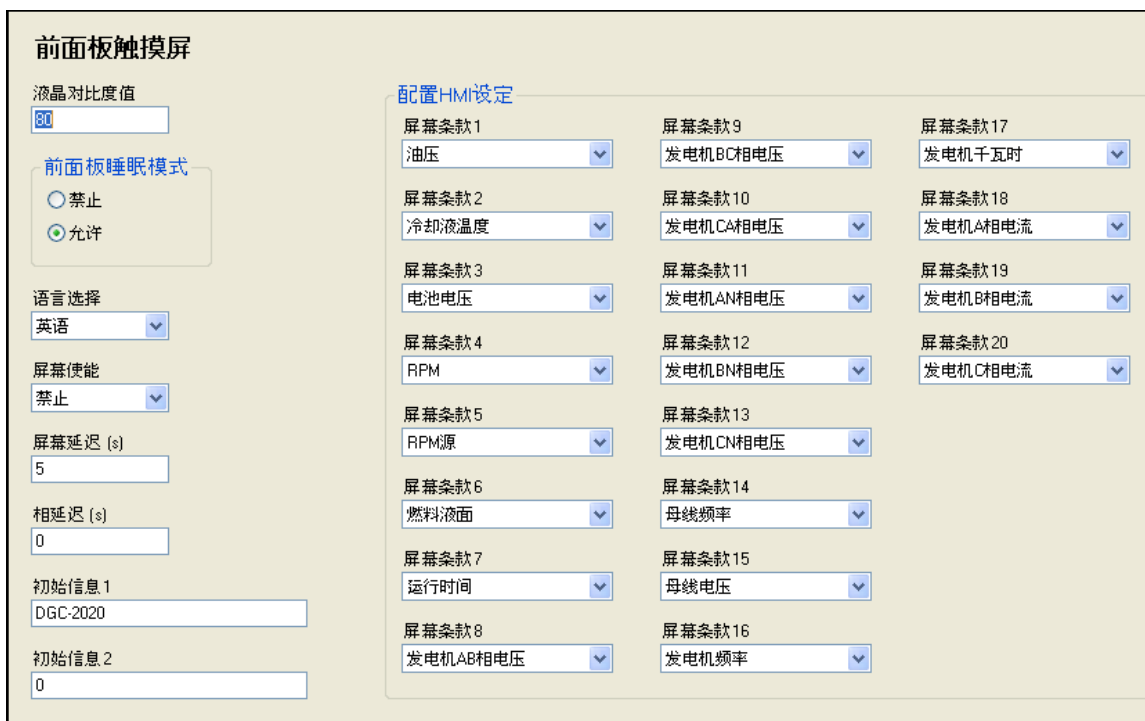 前面板触摸屏
液晶对比度值
80
前面板睡眠模式
禁止
允许
语言选择
英语
屏幕使能
禁止
屏幕延迟 (s)
5
相延迟 (s)
0
初始信息1
DGC-2020
初始信息2
0
配置HMI设定
屏幕条款1
油压
屏幕条款2
冷却液温度
屏幕条款3
电池电压
屏幕条款4
RPM
屏幕条款5
RPM源
屏幕条款6
燃料液面
屏幕条款7
运行时间
屏幕条款8
发电机AB相电压
屏幕条款9
发电机BC相电压
屏幕条款10
发电机CA相电压
屏幕条款11
发电机AN相电压
屏幕条款12
发电机BN相电压
屏幕条款13
发电机CN相电压
屏幕条款14
母线频率
屏幕条款15
母线电压
屏幕条款16
发电机频率
屏幕条款17
发电机千瓦时
屏幕条款18
发电机A相电流
屏幕条款19
发电机B相电流
屏幕条款20
发电机C相电流